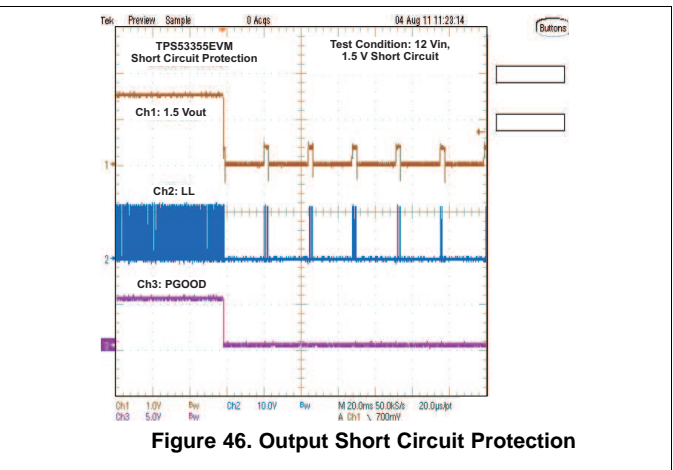 Tek Preview Sample 0 Acqs 04 Aug 11 11:23:14
Buttons
TPS53355EVM
Short Circuit Protection
Test Condition: 12 Vin,
1.5 V Short Circuit
Ch1: 1.5 Vout
1
Ch2: LL
2
Ch3: PGOOD
Ch1 1.0V Bw Ch2 10.0V Bw M 20.0ms 50.0kS/s 20.0µs/pt
Ch3 5.0V Bw A Ch1 \ 700mV
Figure 46. Output Short Circuit Protection